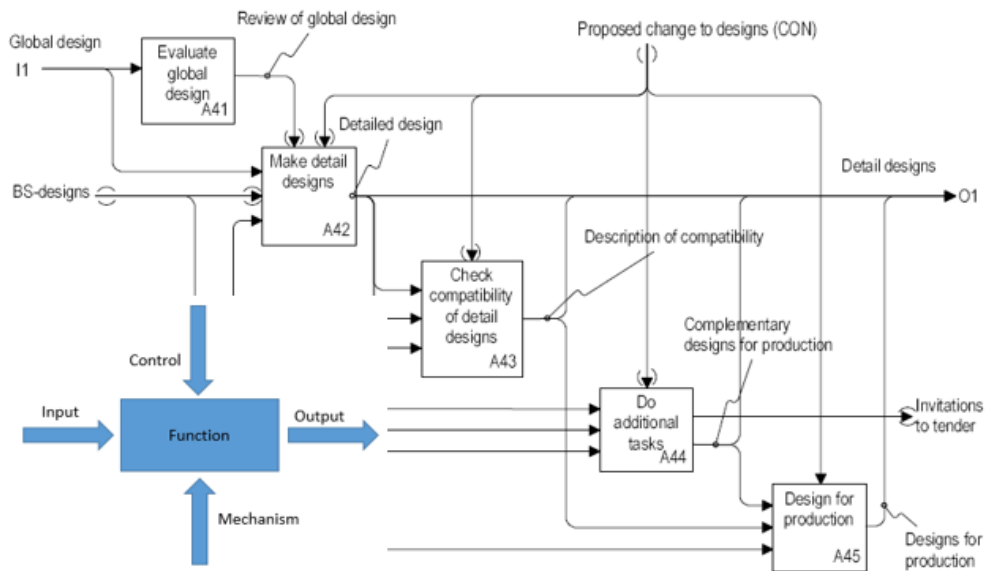 Review of global design
Proposed change to designs (CON)
Global design
I1
Evaluate
global
design
A41
Detailed design
Make detail
designs
A42
Detail designs
BS-designs
O1
Description of compatibility
Check
compatibility
of detail
designs
A43
Complementary
designs for
production
Control
Do
additional
tasks
A44
Invitations
to tender
Input
Function
Output
Mechanism
Design for
production
A45
Designs for
production